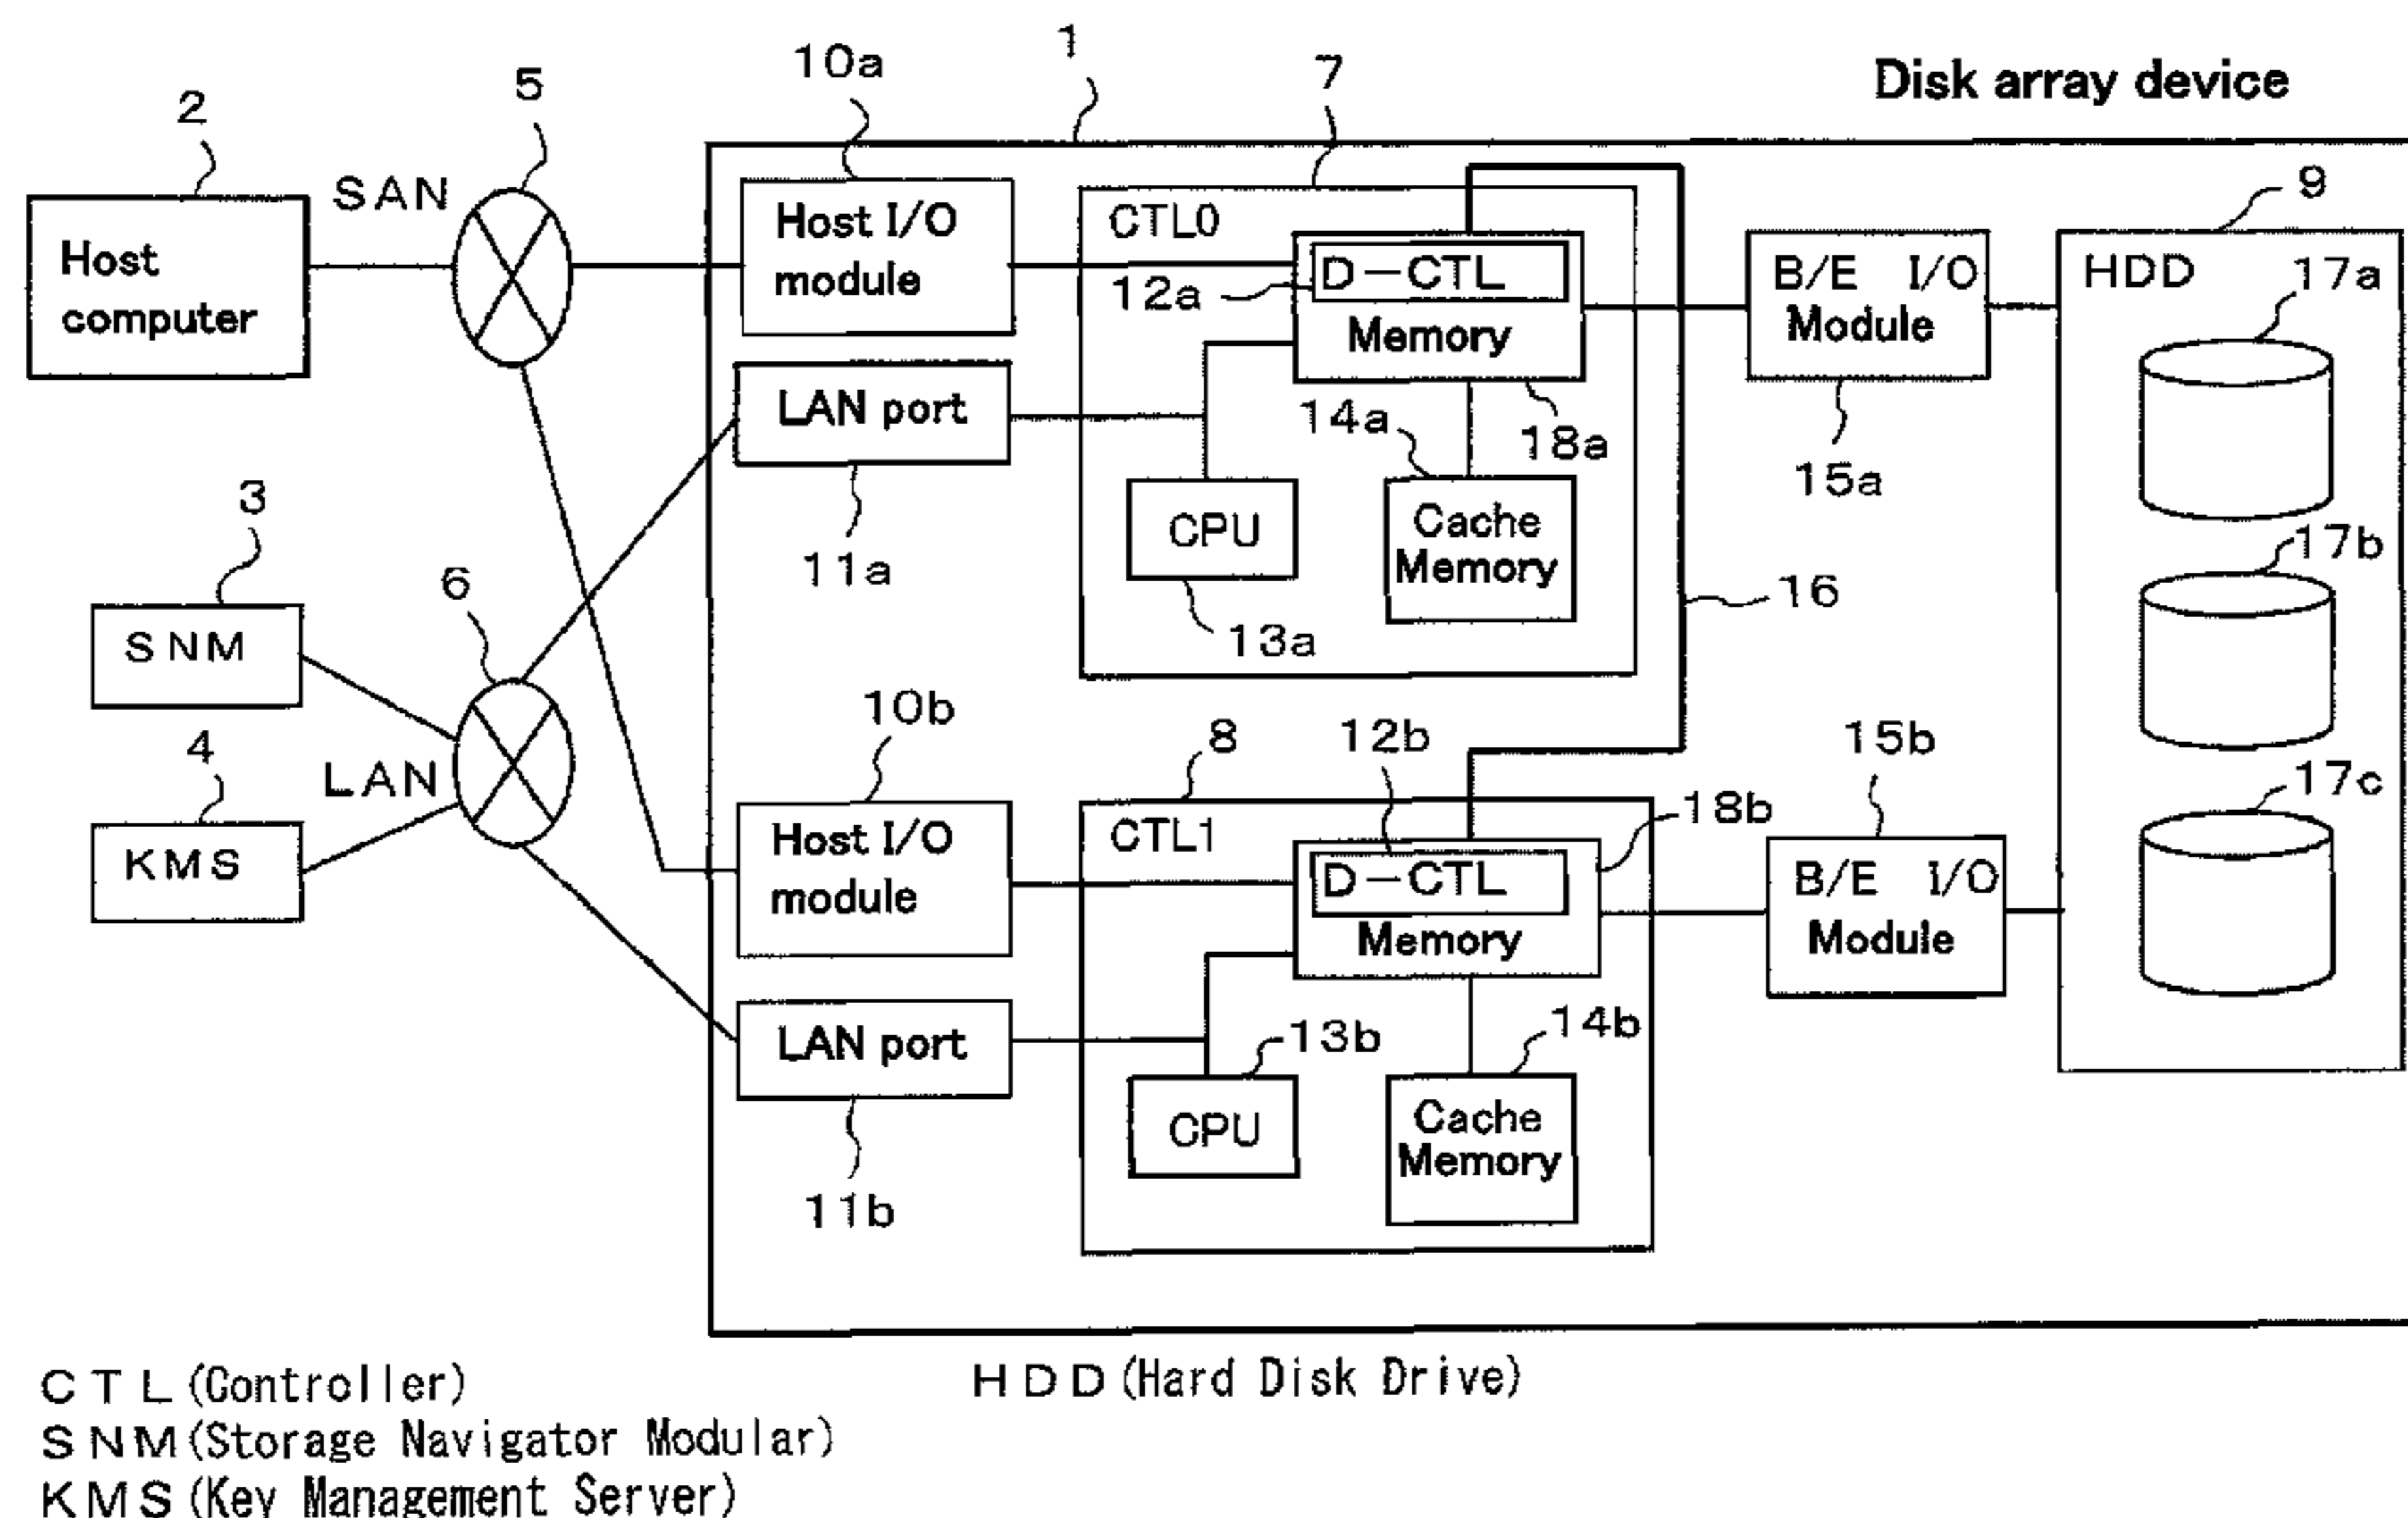 1
Disk array device
10a
7
5
2
9
SAN
Host I/O
module
CTL0
Host
computer
D-CTL
12a
Memory
B/E I/O
Module
HDD
17a
LAN port
14a
18a
15a
3
11a
CPU
Cache
Memory
17b
16
6
13a
SNM
10b
8
12b
15b
4
LAN
17c
18b
KMS
Host I/O
module
CTL1
D-CTL
Memory
B/E I/O
Module
LAN port
13b
14b
CPU
Cache
Memory
11b
CTL(Controller)
HDD(Hard Disk Drive)
SNM(Storage Navigator Modular)
KMS(Key Management Server)